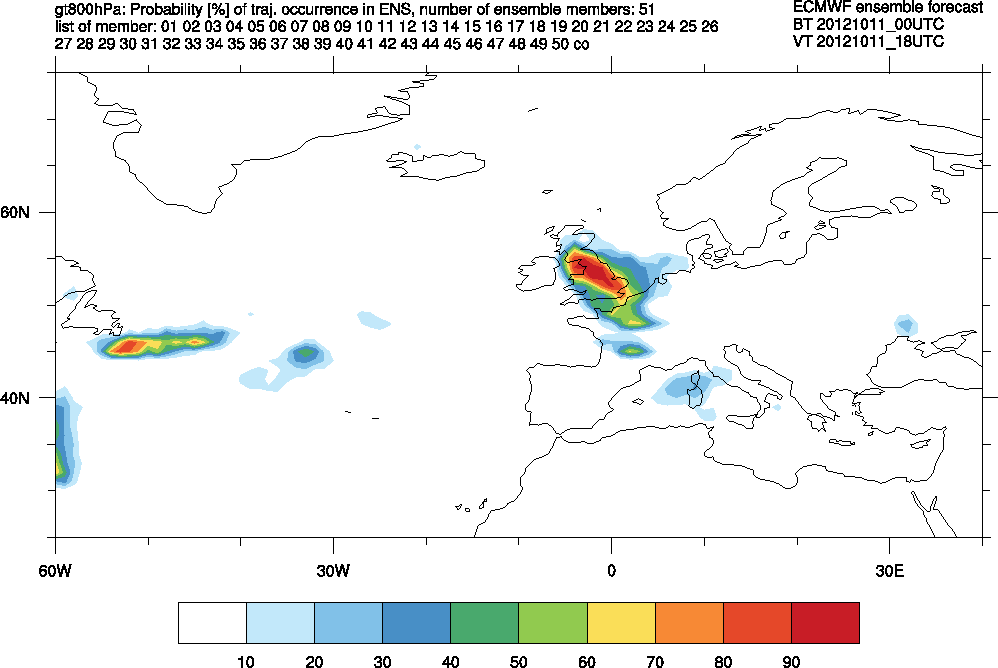 gt800hPa: Probability [%] of traj. occurrence in ENS, number of ensemble members: 51
list of member: 01 02 03 04 05 06 07 08 09 10 11 12 13 14 15 16 17 18 19 20 21 22 23 24 25 26
27 28 29 30 31 32 33 34 35 36 37 38 39 40 41 42 43 44 45 46 47 48 49 50 co
ECMWF ensemble forecast
BT 20121011_00UTC
VT 20121011_18UTC
60N
40N
60W 30W 0 30E
10 20 30 40 50 60 70 80 90